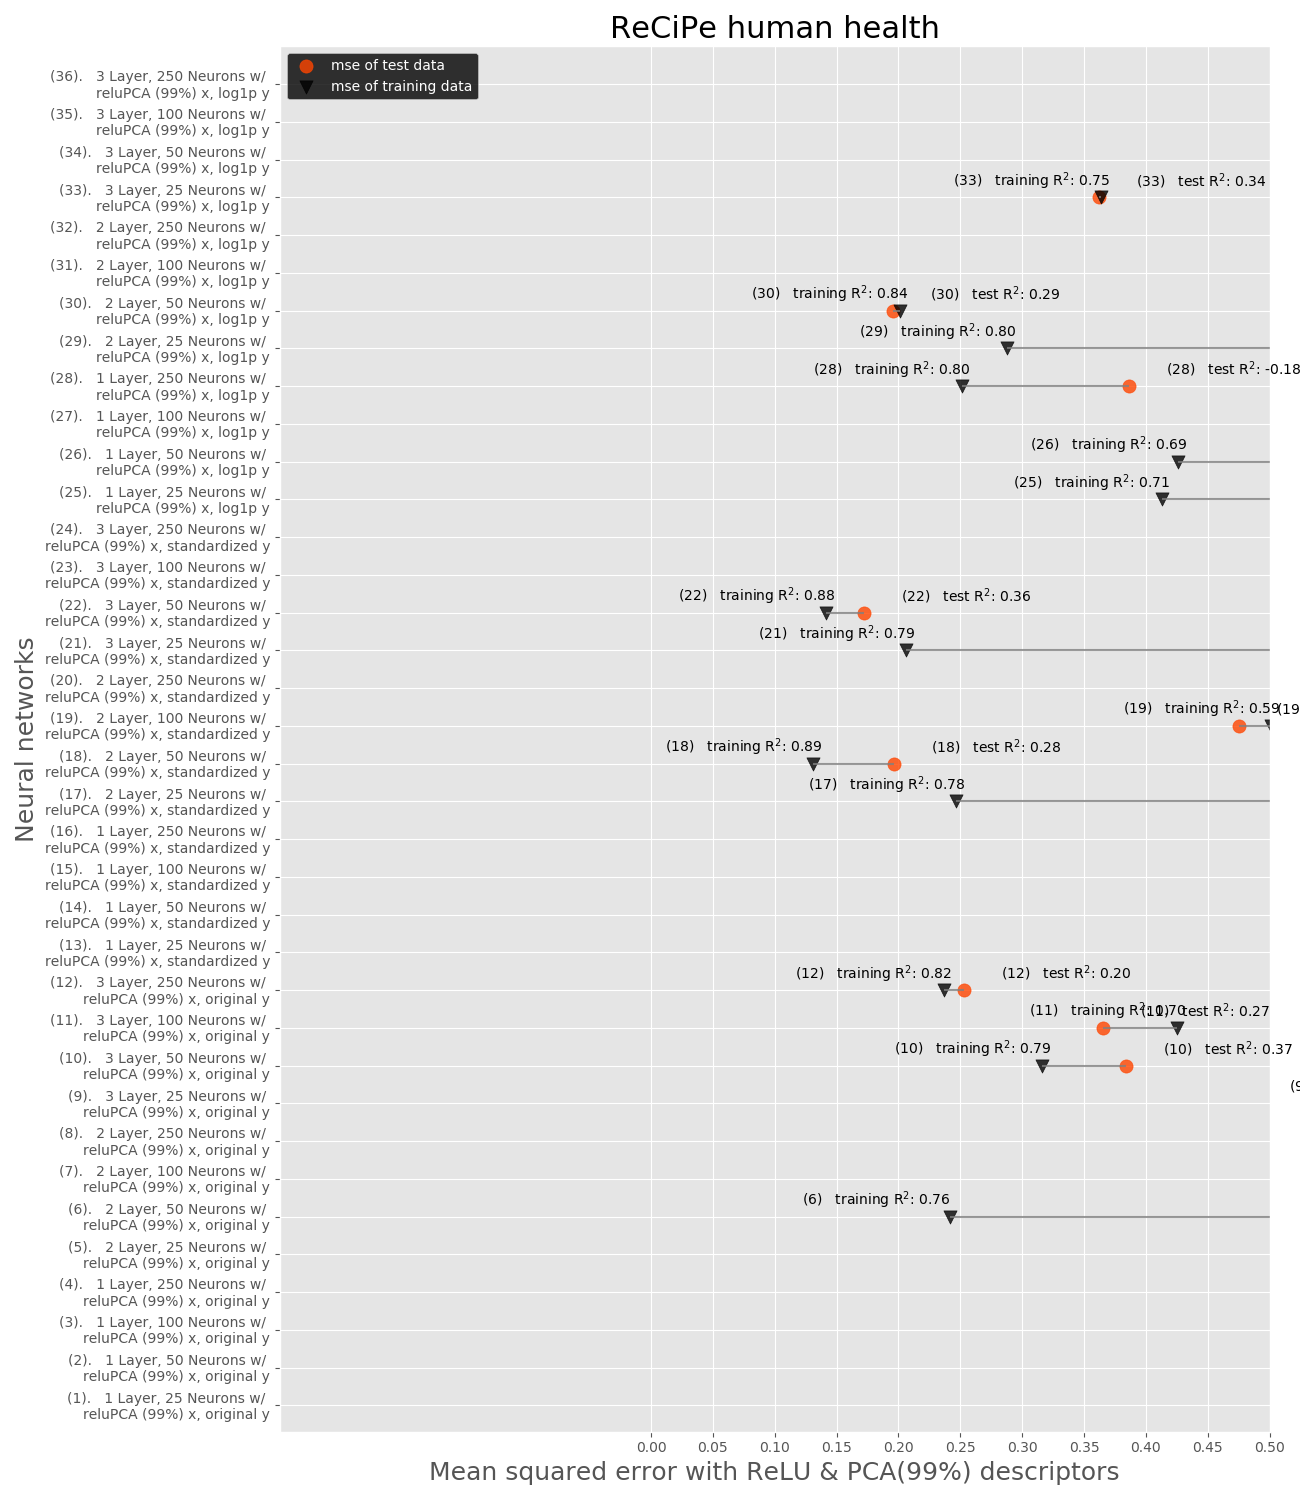 ReCiPe human health
mse of test data
mse of training data
(36).   3 Layer, 250 Neurons w/
reluPCA (99%) x, log1p y
(35).   3 Layer, 100 Neurons w/
reluPCA (99%) x, log1p y
(34).   3 Layer, 50 Neurons w/
reluPCA (99%) x, log1p y
(33).   3 Layer, 25 Neurons w/
reluPCA (99%) x, log1p y
(33)   training R²: 0.75
(33)   test R²: 0.34
(32).   2 Layer, 250 Neurons w/
reluPCA (99%) x, log1p y
(31).   2 Layer, 100 Neurons w/
reluPCA (99%) x, log1p y
(30).   2 Layer, 50 Neurons w/
reluPCA (99%) x, log1p y
(30)   training R²: 0.84
(30)   test R²: 0.29
(29).   2 Layer, 25 Neurons w/
reluPCA (99%) x, log1p y
(29)   training R²: 0.80
(28).   1 Layer, 250 Neurons w/
reluPCA (99%) x, log1p y
(28)   training R²: 0.80
(28)   test R²: -0.18
(27).   1 Layer, 100 Neurons w/
reluPCA (99%) x, log1p y
(26).   1 Layer, 50 Neurons w/
reluPCA (99%) x, log1p y
(26)   training R²: 0.69
(25).   1 Layer, 25 Neurons w/
reluPCA (99%) x, log1p y
(25)   training R²: 0.71
(24).   3 Layer, 250 Neurons w/
reluPCA (99%) x, standardized y
(23).   3 Layer, 100 Neurons w/
reluPCA (99%) x, standardized y
(22).   3 Layer, 50 Neurons w/
reluPCA (99%) x, standardized y
(22)   training R²: 0.88
(22)   test R²: 0.36
(21).   3 Layer, 25 Neurons w/
reluPCA (99%) x, standardized y
(21)   training R²: 0.79
(20).   2 Layer, 250 Neurons w/
reluPCA (99%) x, standardized y
(19).   2 Layer, 100 Neurons w/
reluPCA (99%) x, standardized y
(19)   training R²: 0.59
(19
(18).   2 Layer, 50 Neurons w/
reluPCA (99%) x, standardized y
(18)   training R²: 0.89
(18)   test R²: 0.28
(17).   2 Layer, 25 Neurons w/
reluPCA (99%) x, standardized y
(17)   training R²: 0.78
(16).   1 Layer, 250 Neurons w/
reluPCA (99%) x, standardized y
(15).   1 Layer, 100 Neurons w/
reluPCA (99%) x, standardized y
(14).   1 Layer, 50 Neurons w/
reluPCA (99%) x, standardized y
(13).   1 Layer, 25 Neurons w/
reluPCA (99%) x, standardized y
(12).   3 Layer, 250 Neurons w/
reluPCA (99%) x, original y
(12)   training R²: 0.82
(12)   test R²: 0.20
(11).   3 Layer, 100 Neurons w/
reluPCA (99%) x, original y
(11)   training R²: 0.70
(11)   test R²: 0.27
(10).   3 Layer, 50 Neurons w/
reluPCA (99%) x, original y
(10)   training R²: 0.79
(10)   test R²: 0.37
(9).   3 Layer, 25 Neurons w/
reluPCA (99%) x, original y
(9
(8).   2 Layer, 250 Neurons w/
reluPCA (99%) x, original y
(7).   2 Layer, 100 Neurons w/
reluPCA (99%) x, original y
(6).   2 Layer, 50 Neurons w/
reluPCA (99%) x, original y
(6)   training R²: 0.76
(5).   2 Layer, 25 Neurons w/
reluPCA (99%) x, original y
(4).   1 Layer, 250 Neurons w/
reluPCA (99%) x, original y
(3).   1 Layer, 100 Neurons w/
reluPCA (99%) x, original y
(2).   1 Layer, 50 Neurons w/
reluPCA (99%) x, original y
(1).   1 Layer, 25 Neurons w/
reluPCA (99%) x, original y
Neural networks
0.00 0.05 0.10 0.15 0.20 0.25 0.30 0.35 0.40 0.45 0.50
Mean squared error with ReLU & PCA(99%) descriptors